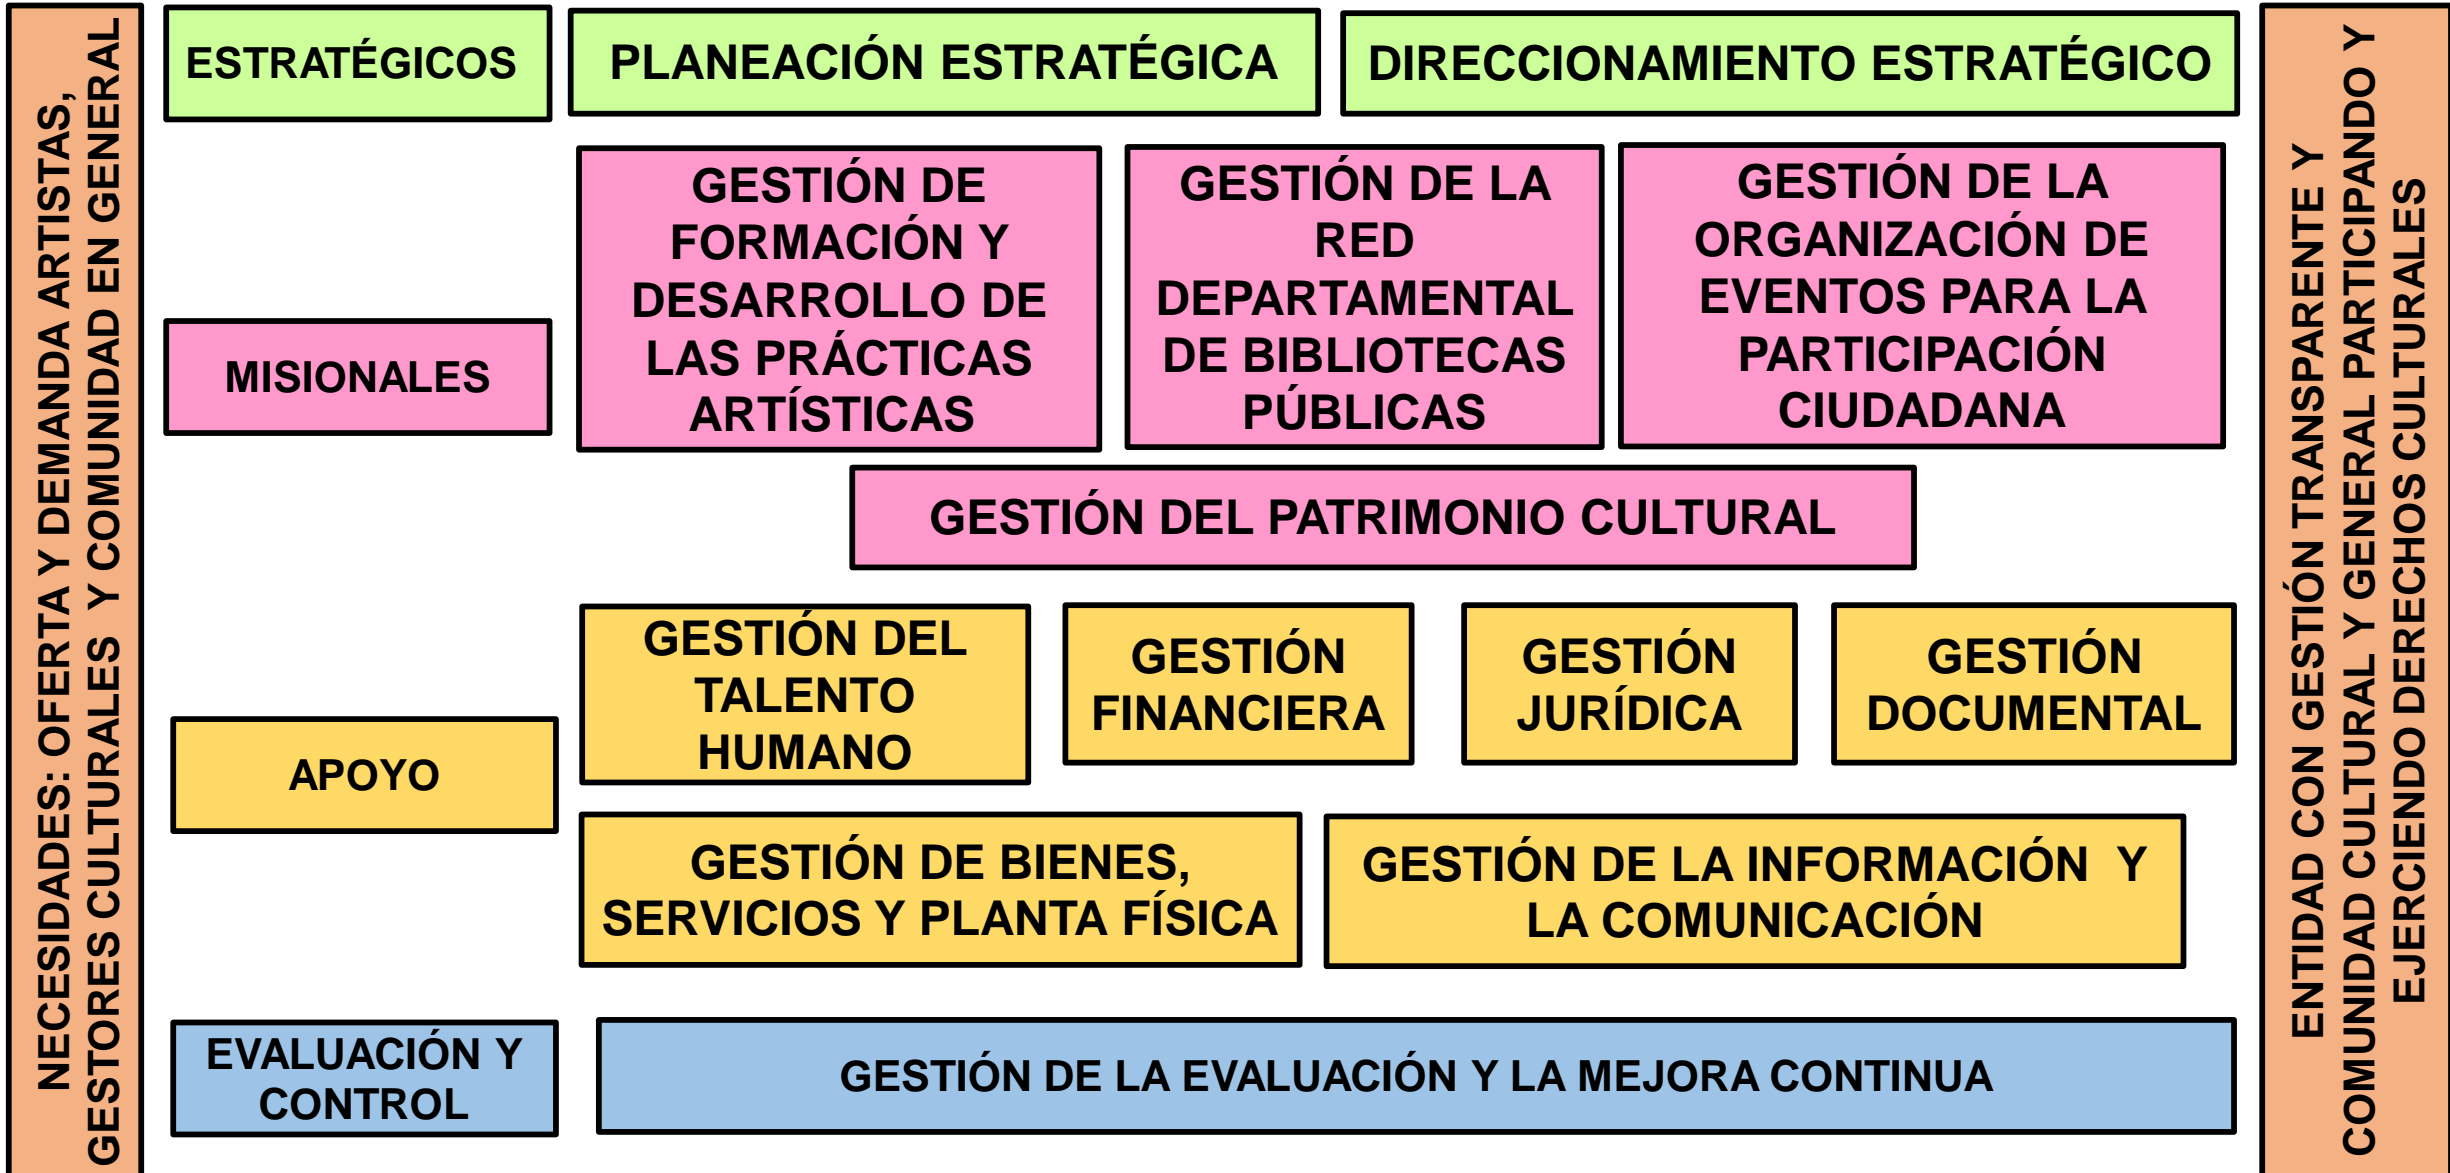 NECESIDADES: OFERTA Y DEMANDA ARTISTAS,
GESTORES CULTURALES Y COMUNIDAD EN GENERAL
ESTRATÉGICOS
PLANEACIÓN ESTRATÉGICA
DIRECCIONAMIENTO ESTRATÉGICO
MISIONALES
GESTIÓN DE
FORMACIÓN Y
DESARROLLO DE
LAS PRÁCTICAS
ARTÍSTICAS
GESTIÓN DE LA
RED
DEPARTAMENTAL
DE BIBLIOTECAS
PÚBLICAS
GESTIÓN DE LA
ORGANIZACIÓN DE
EVENTOS PARA LA
PARTICIPACIÓN
CIUDADANA
GESTIÓN DEL PATRIMONIO CULTURAL
APOYO
GESTIÓN DEL
TALENTO
HUMANO
GESTIÓN
FINANCIERA
GESTIÓN
JURÍDICA
GESTIÓN
DOCUMENTAL
GESTIÓN DE BIENES,
SERVICIOS Y PLANTA FÍSICA
GESTIÓN DE LA INFORMACIÓN Y
LA COMUNICACIÓN
EVALUACIÓN Y
CONTROL
GESTIÓN DE LA EVALUACIÓN Y LA MEJORA CONTINUA
ENTIDAD CON GESTIÓN TRANSPARENTE Y
COMUNIDAD CULTURAL Y GENERAL PARTICIPANDO Y
EJERCIENDO DERECHOS CULTURALES